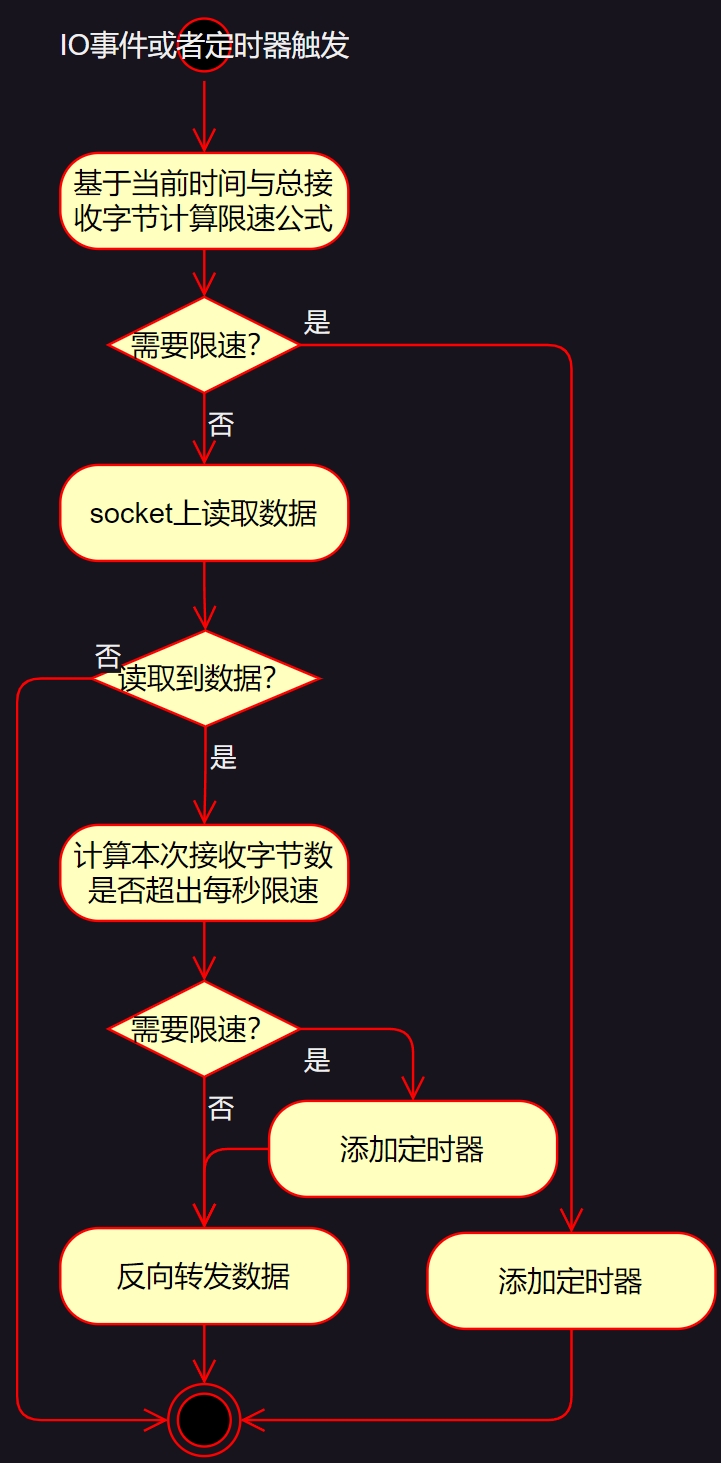 IO事件或者定时器触发
基于当前时间与总接
收字节计算限速公式
需要限速?
是
否
socket上读取数据
否
读取到数据?
是
计算本次接收字节数
是否超出每秒限速
需要限速?
是
否
添加定时器
反向转发数据
添加定时器